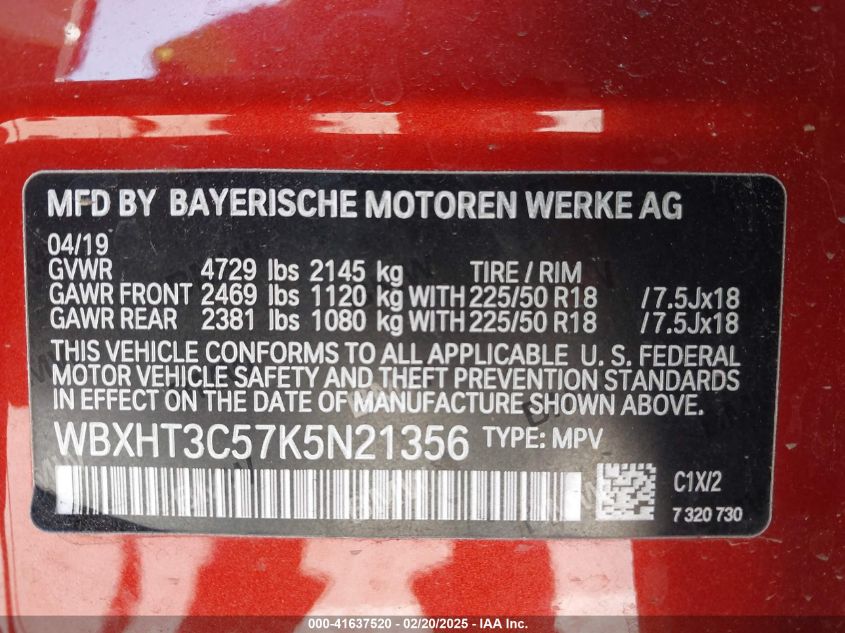 MFD BY BAYERISCHE MOTOREN WERKE AG
04/19
GVWR 4729 lbs 2145 kg TIRE / RIM
GAWR FRONT 2469 lbs 1120 kg WITH 225/50 R18 / 7.5Jx18
GAWR REAR 2381 lbs 1080 kg WITH 225/50 R18 / 7.5Jx18
THIS VEHICLE CONFORMS TO ALL APPLICABLE U. S. FEDERAL
MOTOR VEHICLE SAFETY AND THEFT PREVENTION STANDARDS
IN EFFECT ON THE DATE OF MANUFACTURE SHOWN ABOVE.
WBXHT3C57K5N21356 TYPE: MPV
C1X/2
7 320 730
000-41637520 - 02/20/2025 - IAA Inc.